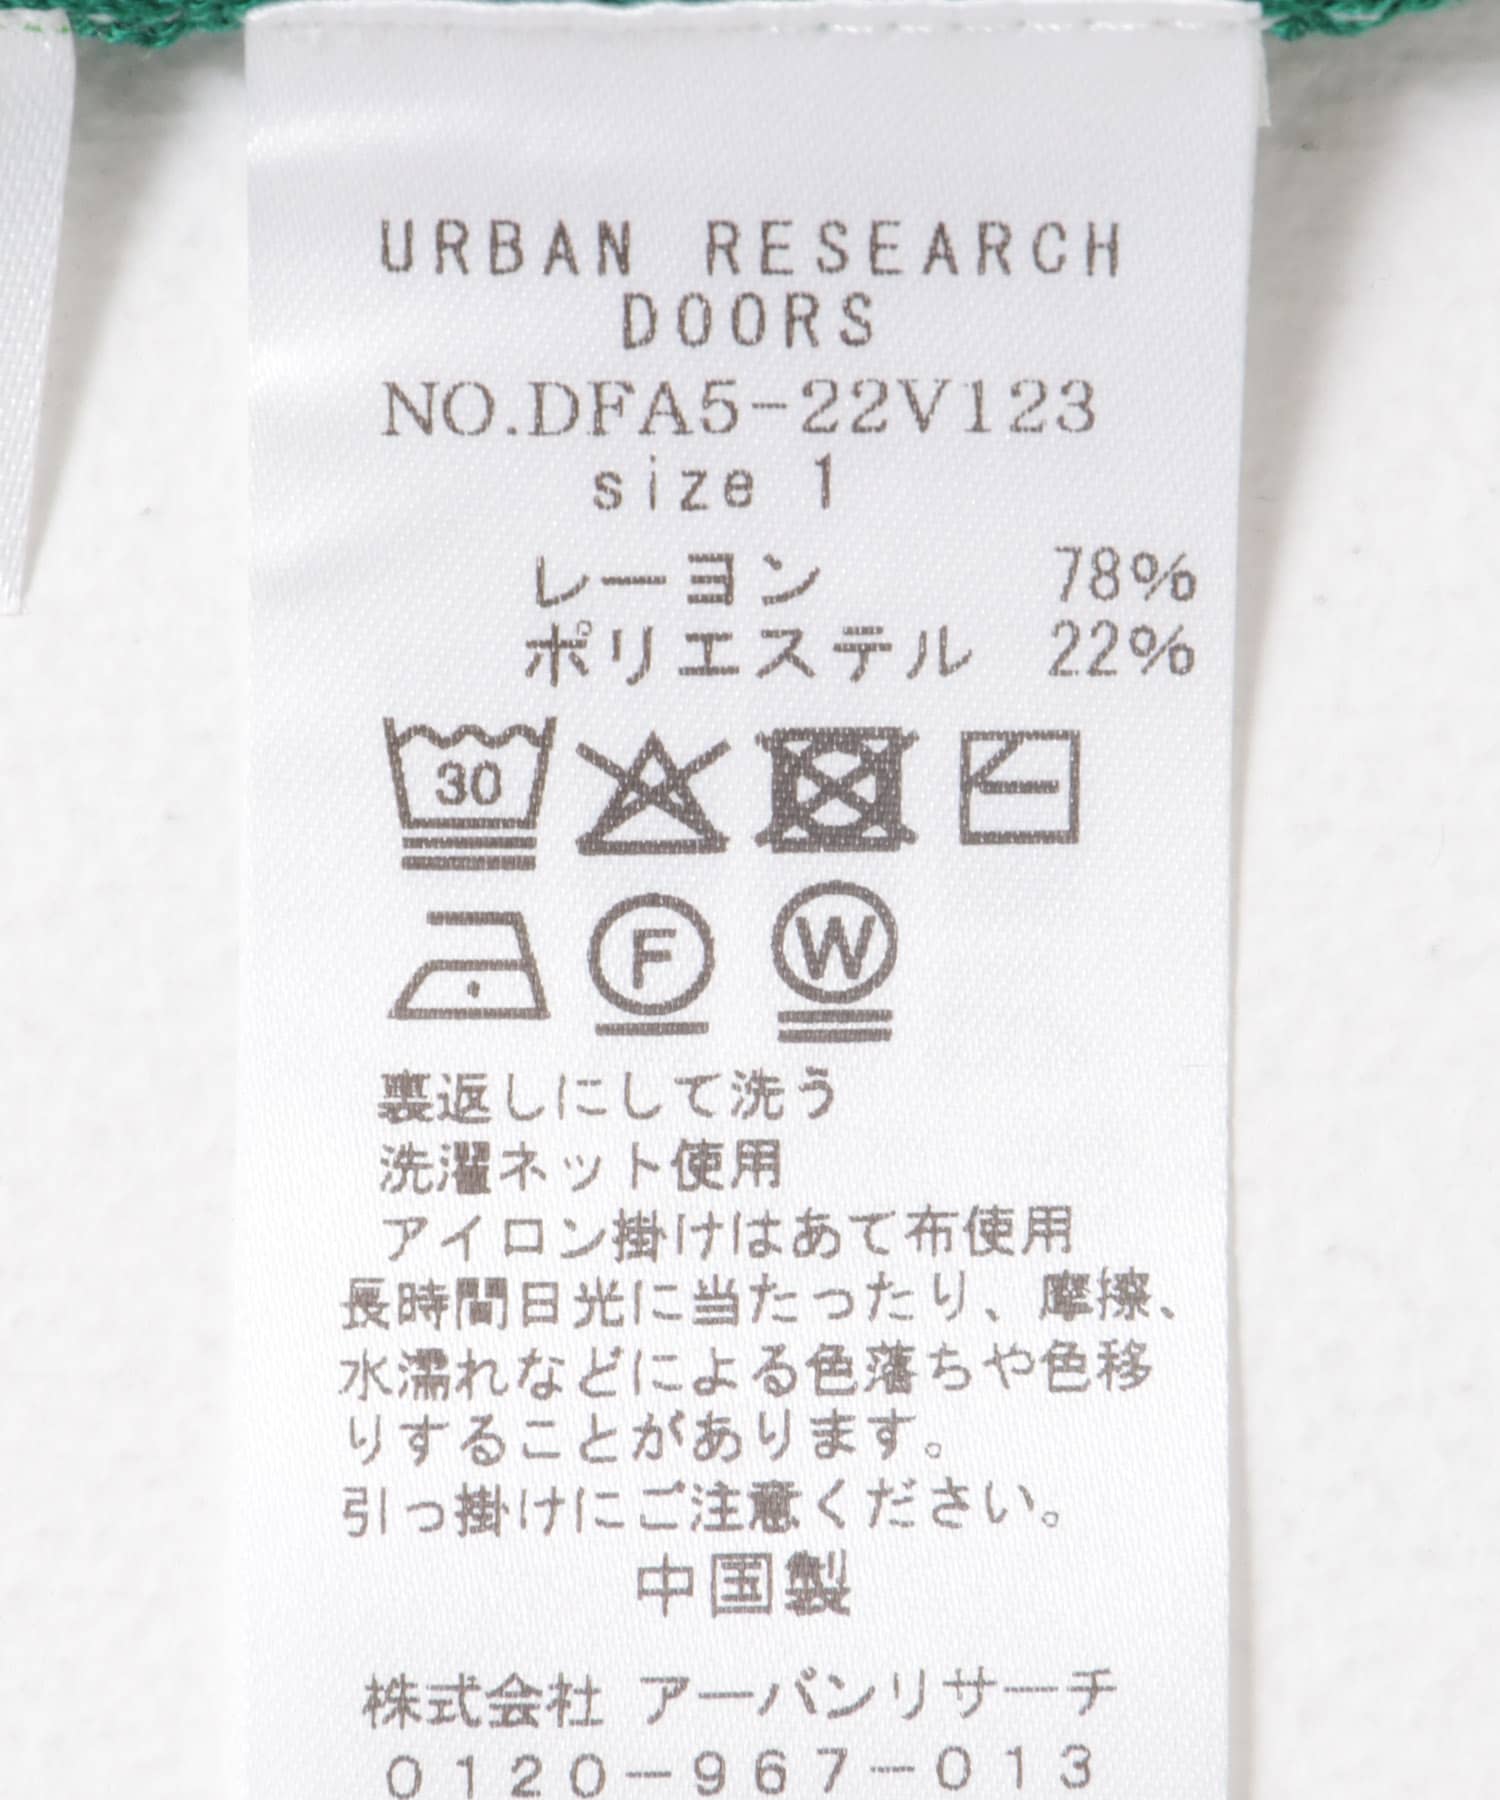 URBAN RESEARCH
DOORS
NO.DFA5-22V123
size 1
レーヨン 78%
ポリエステル 22%
30
F W
裏返しにして洗う
洗濯ネット使用
アイロン掛けはあて布使用
長時間日光に当たったり、摩擦、
水濡れなどによる色落ちや色移
りすることがあります。
引っ掛けにご注意ください。
中国製
株式会社 アーバンリサーチ
0120-967-013